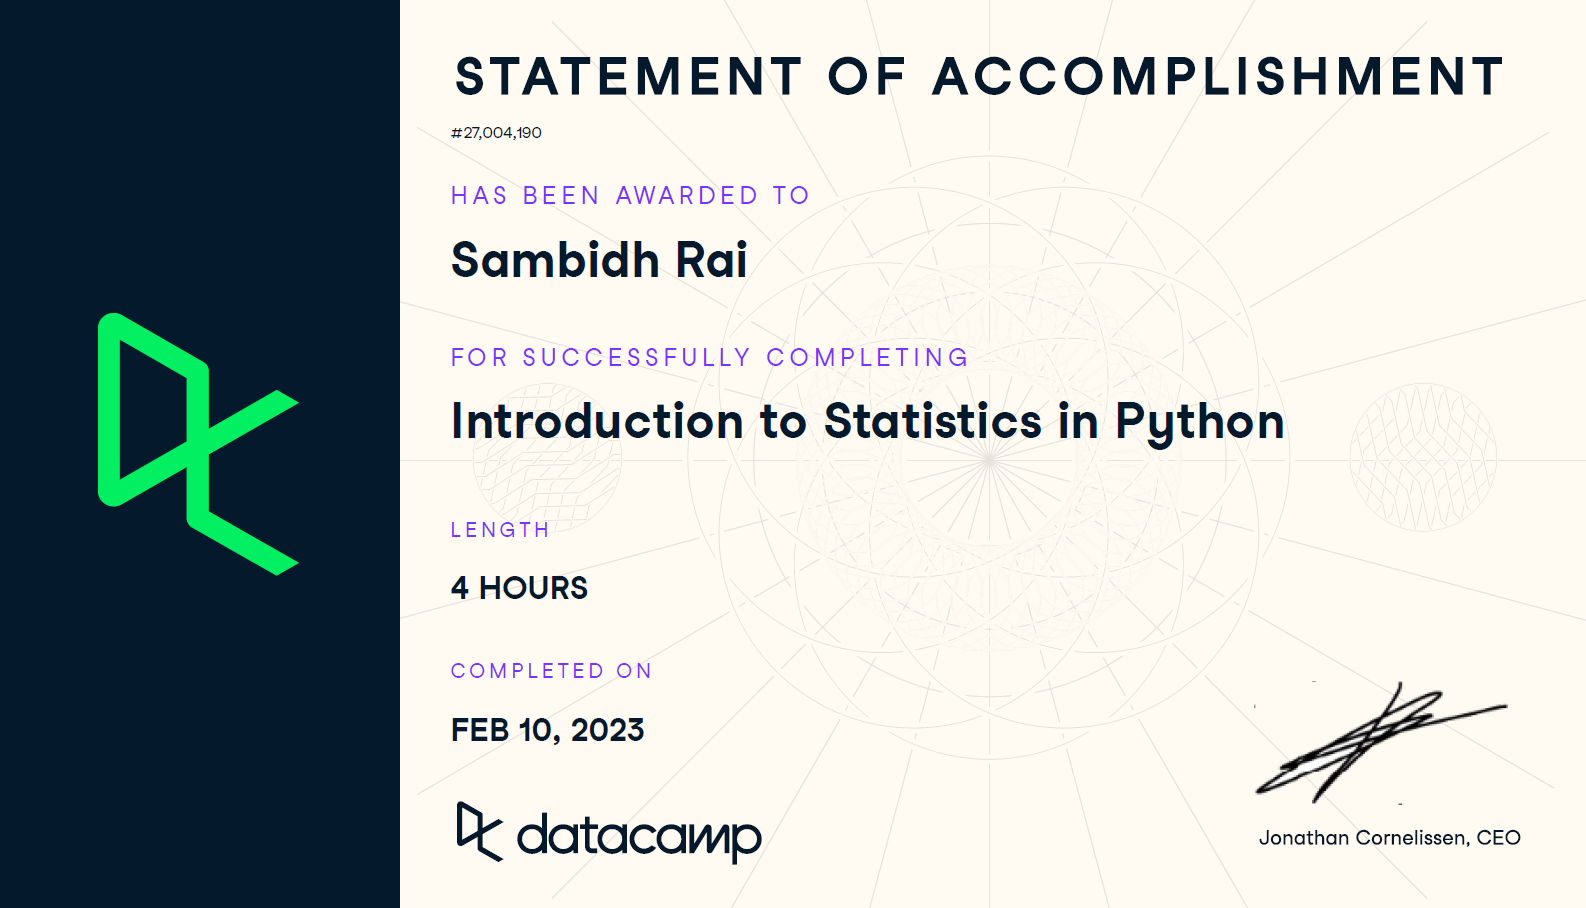 STATEMENT OF ACCOMPLISHMENT
#27,004,190
HAS BEEN AWARDED TO
Sambidh Rai
FOR SUCCESSFULLY COMPLETING
Introduction to Statistics in Python
LENGTH
4 HOURS
COMPLETED ON
FEB 10, 2023
datacamp
Jonathan Cornelissen, CEO